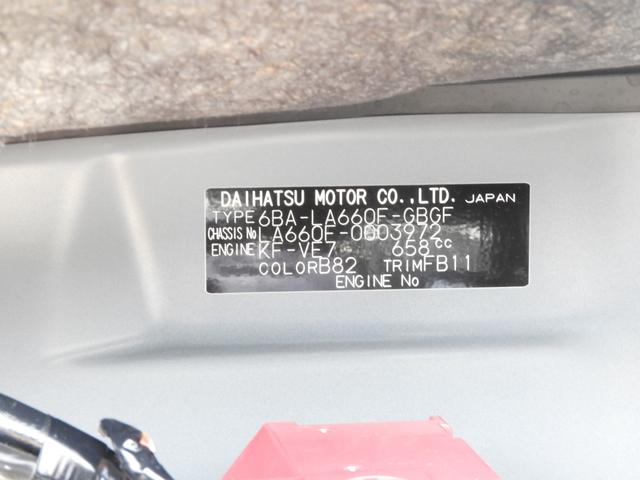 DAIHATSU MOTOR CO.,LTD. JAPAN
TYPE 6BA-LA660F-GBGF
CHASSIS No LA660F-0003972
ENGINE KF-VE7 658cc
COLOR B82 TRIM FB11
ENGINE No